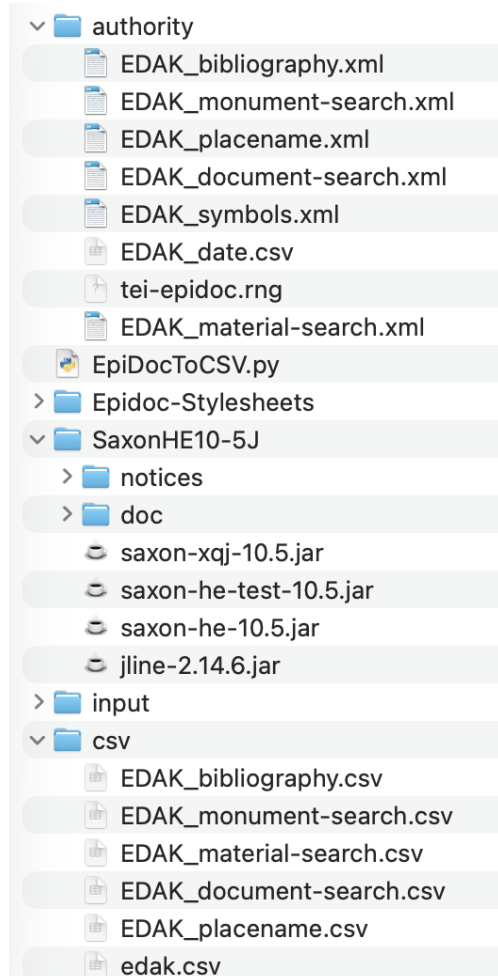 authority
EDAK_bibliography.xml
EDAK_monument-search.xml
EDAK_placename.xml
EDAK_document-search.xml
EDAK_symbols.xml
EDAK_date.csv
tei-epidoc.rng
EDAK_material-search.xml
EpiDocToCSV.py
Epidoc-Stylesheets
SaxonHE10-5J
notices
doc
saxon-xqj-10.5.jar
saxon-he-test-10.5.jar
saxon-he-10.5.jar
jline-2.14.6.jar
input
csv
EDAK_bibliography.csv
EDAK_monument-search.csv
EDAK_material-search.csv
EDAK_document-search.csv
EDAK_placename.csv
edak.csv